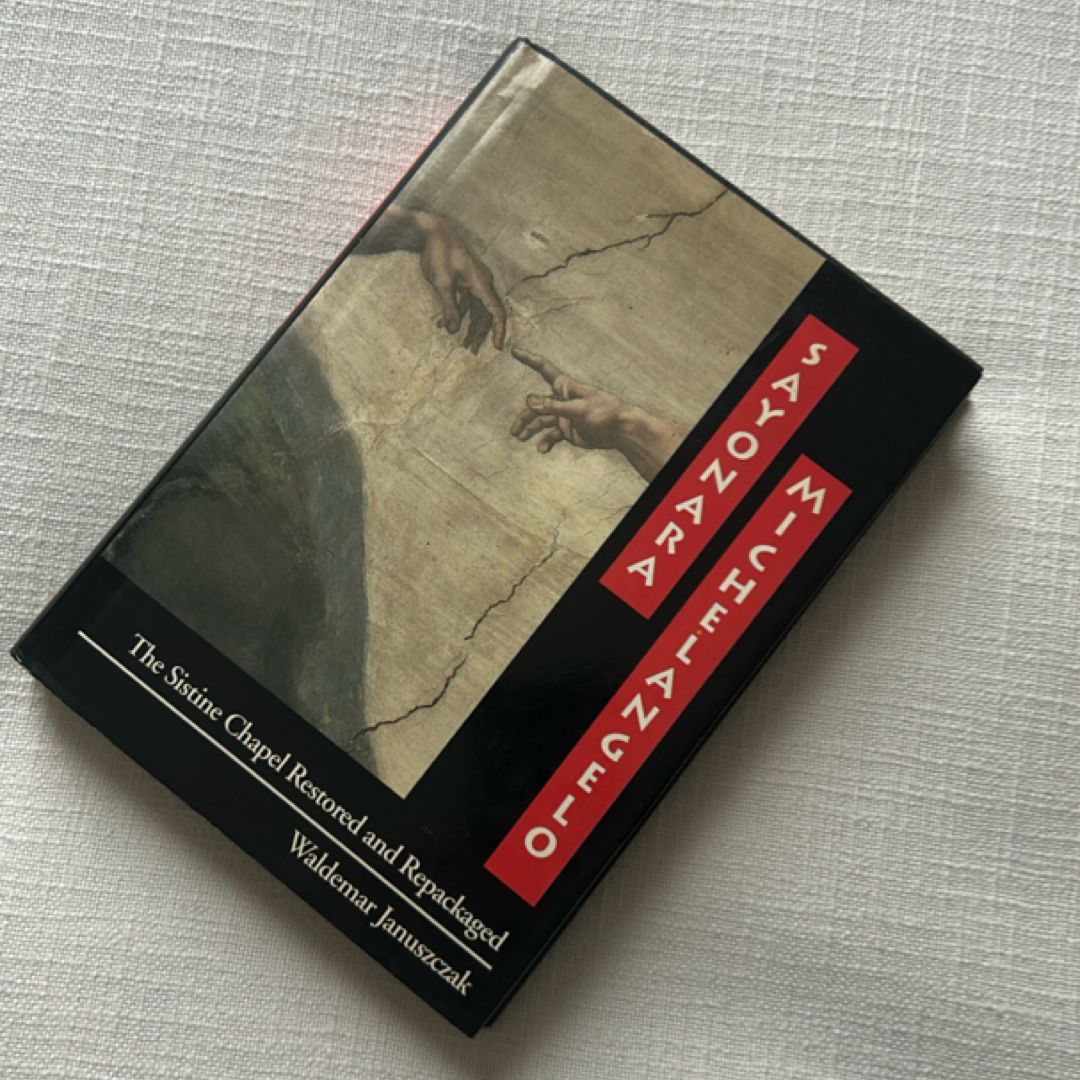 SAYONARA
MICHELANGELO
The Sistine Chapel Restored and Repackaged
Waldemar Januszczak